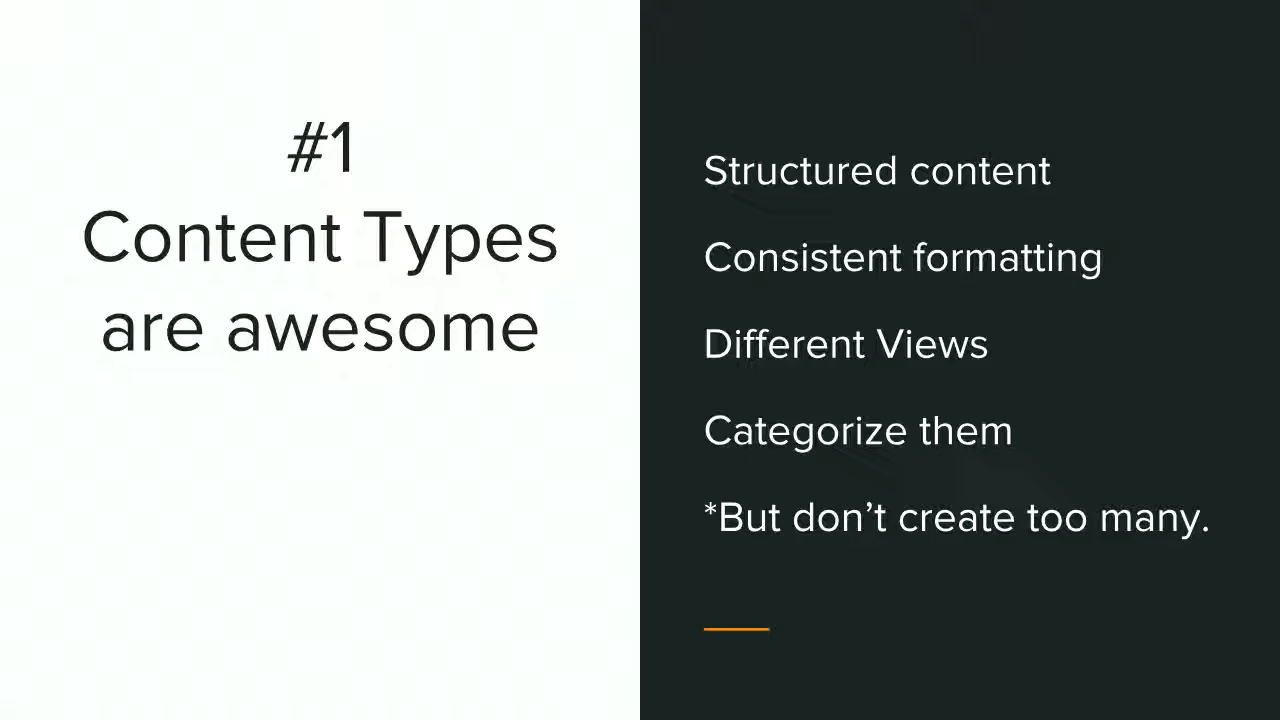 #1
Content Types
are awesome
Structured content
Consistent formatting
Different Views
Categorize them
*But don’t create too many.